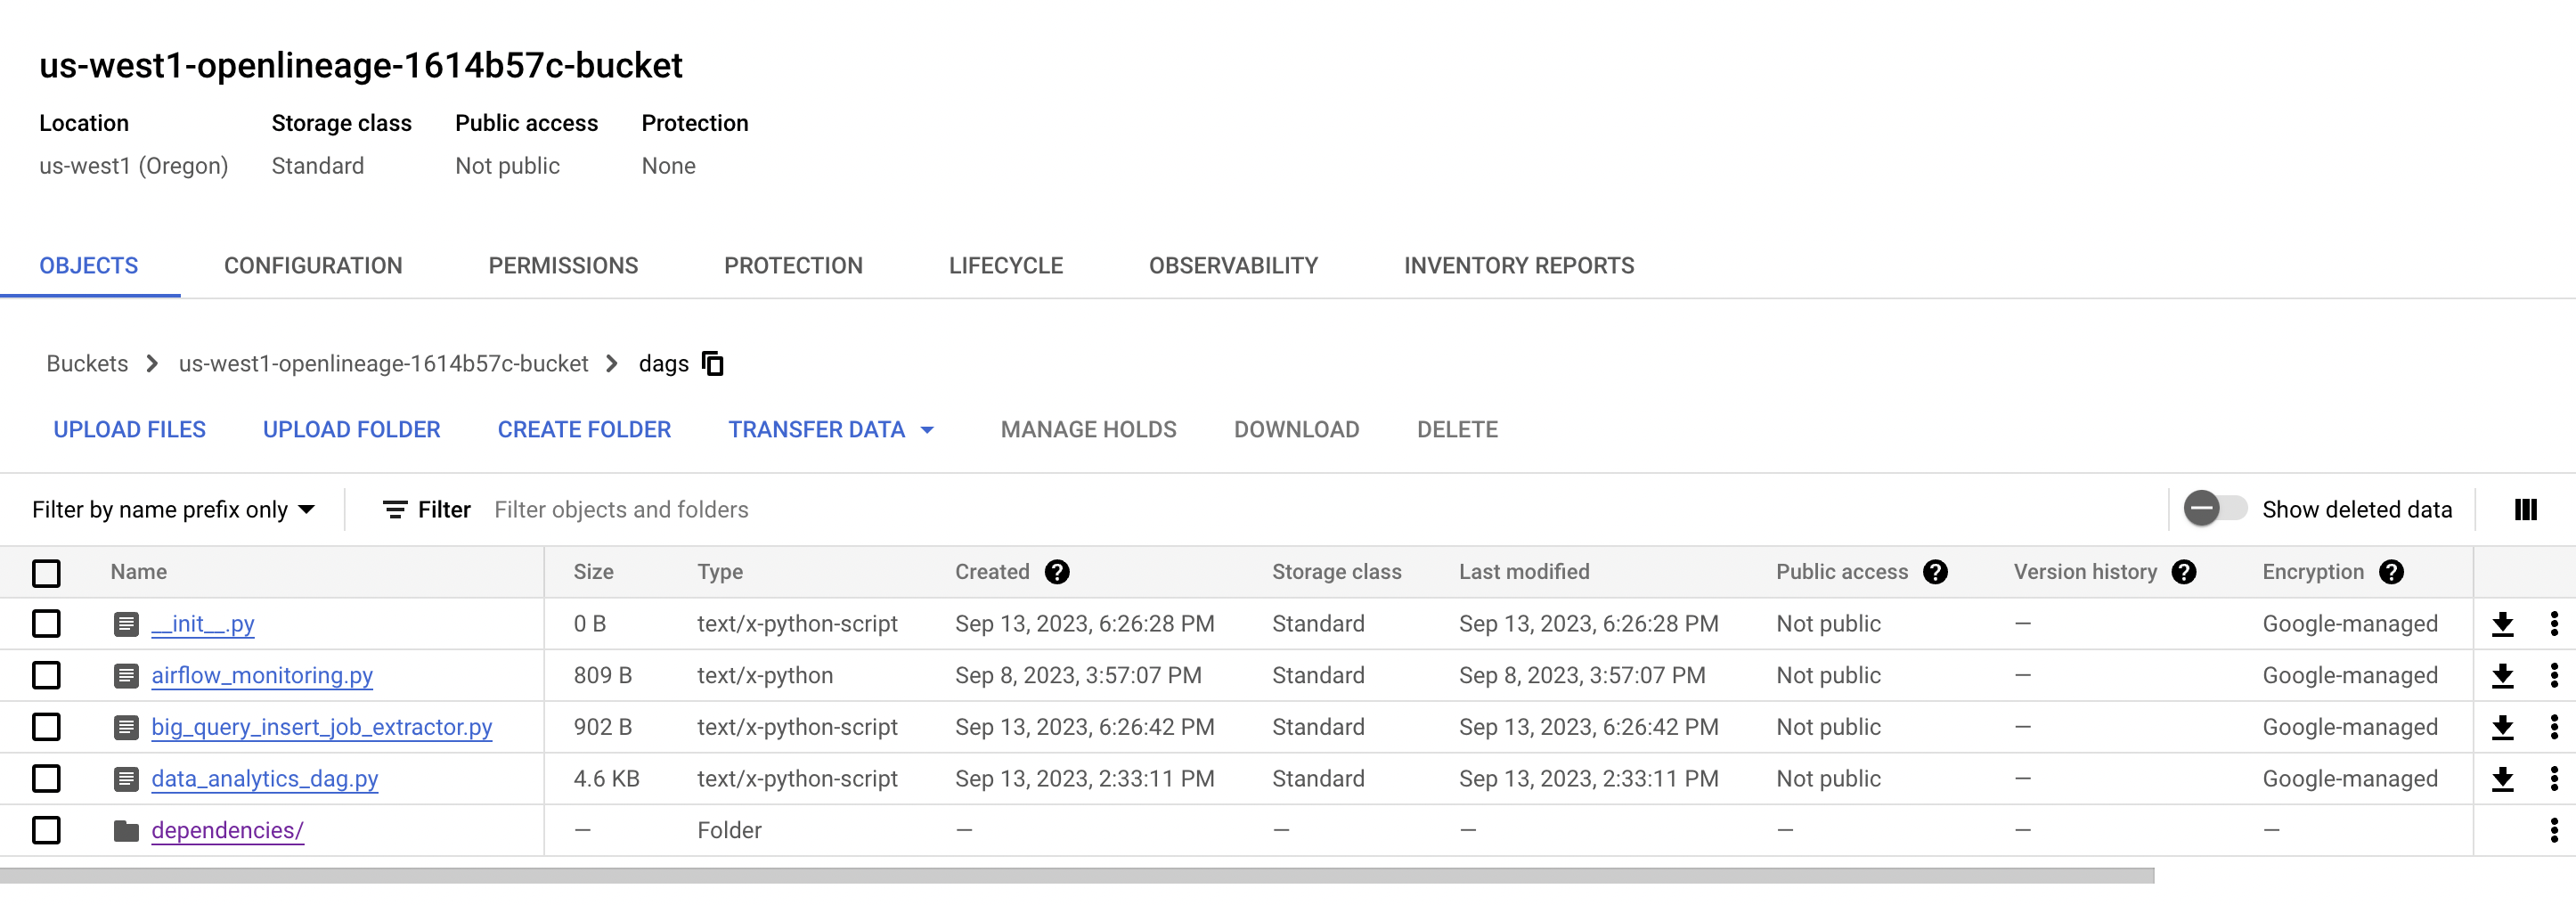 us-west1-openlineage-1614b57c-bucket
Location Storage class Public access Protection
us-west1 (Oregon) Standard Not public None
OBJECTS CONFIGURATION PERMISSIONS PROTECTION LIFECYCLE OBSERVABILITY INVENTORY REPORTS
Buckets > us-west1-openlineage-1614b57c-bucket > dags
UPLOAD FILES UPLOAD FOLDER CREATE FOLDER TRANSFER DATA MANAGE HOLDS DOWNLOAD DELETE
Filter by name prefix only Filter Filter objects and folders Show deleted data
Name Size Type Created ? Storage class Last modified Public access ? Version history ? Encryption ?
__init__.py 0 B text/x-python-script Sep 13, 2023, 6:26:28 PM Standard Sep 13, 2023, 6:26:28 PM Not public — Google-managed
airflow_monitoring.py 809 B text/x-python Sep 8, 2023, 3:57:07 PM Standard Sep 8, 2023, 3:57:07 PM Not public — Google-managed
big_query_insert_job_extractor.py 902 B text/x-python-script Sep 13, 2023, 6:26:42 PM Standard Sep 13, 2023, 6:26:42 PM Not public — Google-managed
data_analytics_dag.py 4.6 KB text/x-python-script Sep 13, 2023, 2:33:11 PM Standard Sep 13, 2023, 2:33:11 PM Not public — Google-managed
dependencies/ — Folder — — — — — —